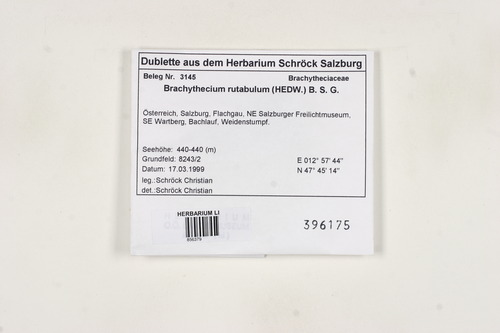 Dublette aus dem Herbarium Schröck Salzburg
Beleg Nr. 3145 Brachytheciaceae
Brachythecium rutabulum (HEDW.) B. S. G.
Österreich, Salzburg, Flachgau, NE Salzburger Freilichtmuseum,
SE Wartberg, Bachlauf, Weidenstumpf.
Seehöhe: 440-440 (m)
Grundfeld: 8243/2 E 012° 57' 44"
Datum: 17.03.1999 N 47° 45' 14"
leg.:Schröck Christian
det.:Schröck Christian
HERBARIUM LI
396175